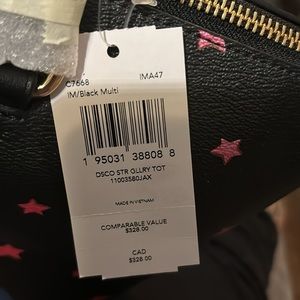 C7668 IMA47
IM/Black Multi
1 95031 38808 8
DSCO STR GLLRY TOT
11003580JAX
MADE IN VIETNAM
COMPARABLE VALUE
$328.00
CAD
$328.00